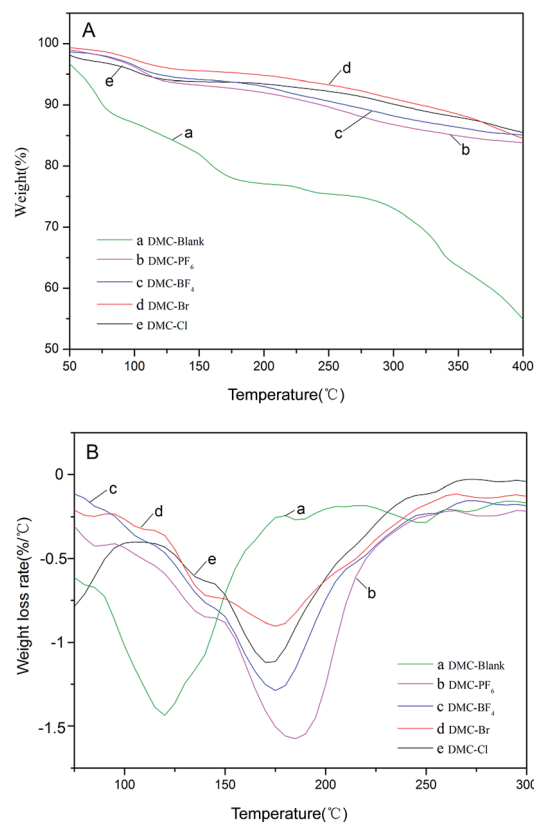 A
100
90
80
70
60
50
Weight(%)
e
d
a
c
b
a DMC-Blank
b DMC-PF₆
c DMC-BF₄
d DMC-Br
e DMC-Cl
50 100 150 200 250 300 350 400
Temperature(℃)
B
0
-0.5
-1
-1.5
Weight loss rate(%/℃)
c
d
a
e
b
a DMC-Blank
b DMC-PF₆
c DMC-BF₄
d DMC-Br
e DMC-Cl
100 150 200 250 300
Temperature(℃)